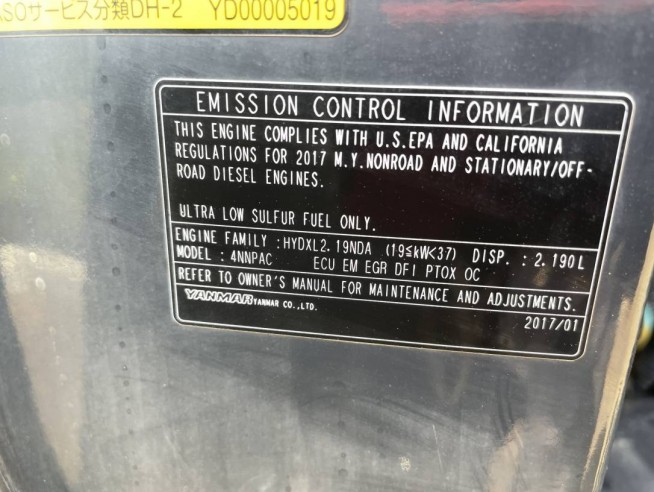 ASOサービス分類DH-2 YD00005019
EMISSION CONTROL INFORMATION
THIS ENGINE COMPLIES WITH U.S.EPA AND CALIFORNIA
REGULATIONS FOR 2017 M.Y.NONROAD AND STATIONARY/OFF-
ROAD DIESEL ENGINES.
ULTRA LOW SULFUR FUEL ONLY.
ENGINE FAMILY :HYDXL2.19NDA (19≤kW<37) DISP. : 2.190L
MODEL : 4NNPAC ECU EM EGR DFI PTOX OC
REFER TO OWNER'S MANUAL FOR MAINTENANCE AND ADJUSTMENTS.
YANMAR YANMAR CO.,LTD.
2017/01